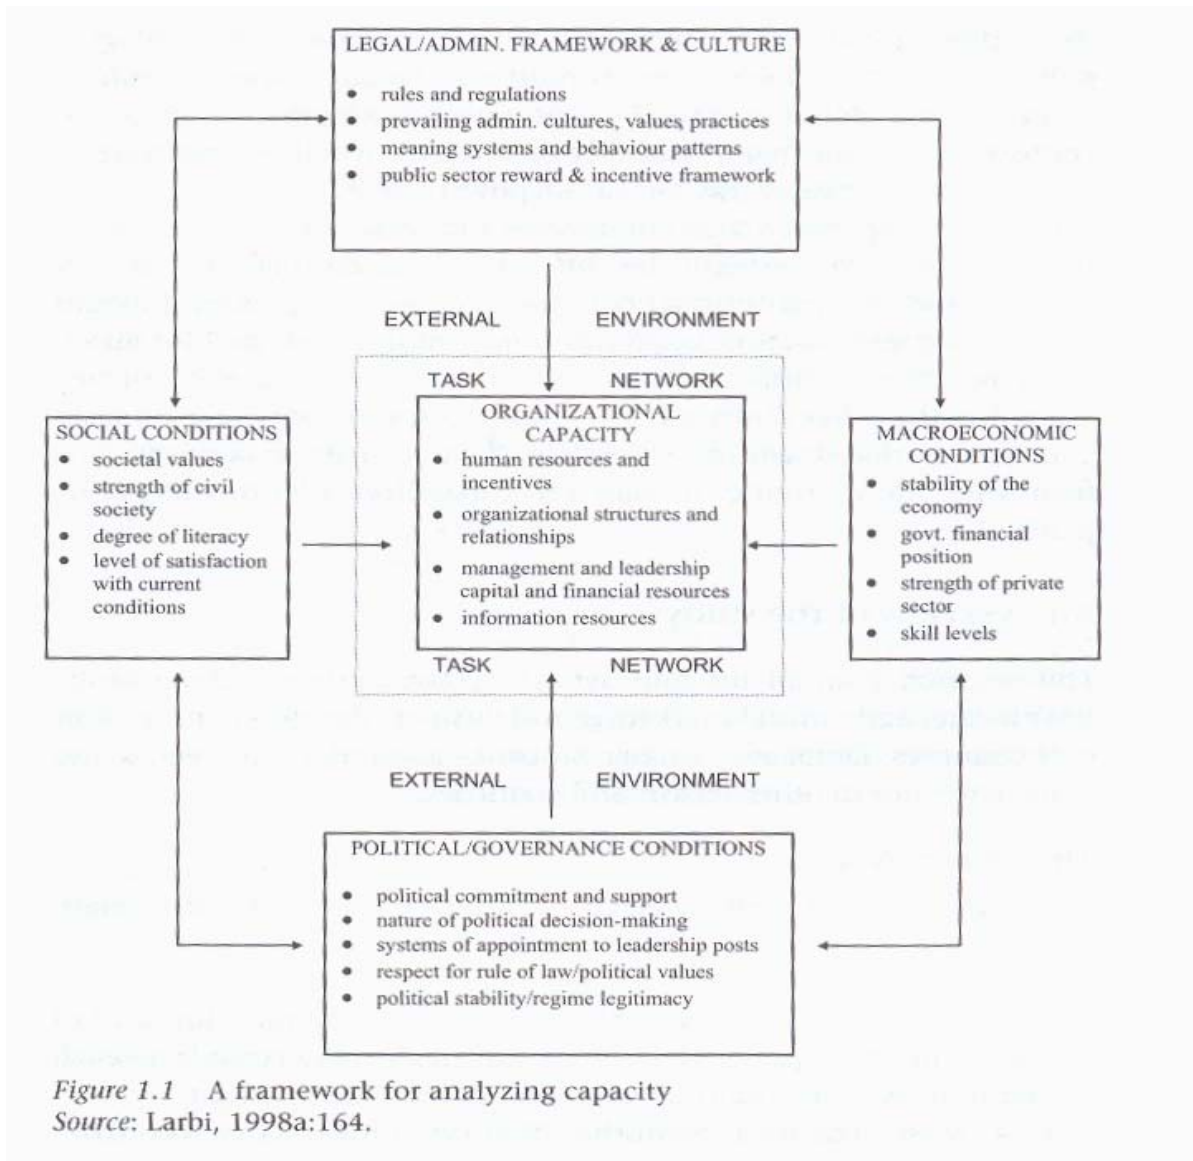 LEGAL/ADMIN. FRAMEWORK & CULTURE
• rules and regulations
• prevailing admin. cultures, values, practices
• meaning systems and behaviour patterns
• public sector reward & incentive framework
EXTERNAL ENVIRONMENT
TASK NETWORK
SOCIAL CONDITIONS
• societal values
• strength of civil
society
• degree of literacy
• level of satisfaction
with current
conditions
ORGANIZATIONAL
CAPACITY
• human resources and
incentives
• organizational structures and
relationships
• management and leadership
capital and financial resources
• information resources
MACROECONOMIC
CONDITIONS
• stability of the
economy
• govt. financial
position
• strength of private
sector
• skill levels
TASK NETWORK
EXTERNAL ENVIRONMENT
POLITICAL/GOVERNANCE CONDITIONS
• political commitment and support
• nature of political decision-making
• systems of appointment to leadership posts
• respect for rule of law/political values
• political stability/regime legitimacy
Figure 1.1 A framework for analyzing capacity
Source: Larbi, 1998a:164.